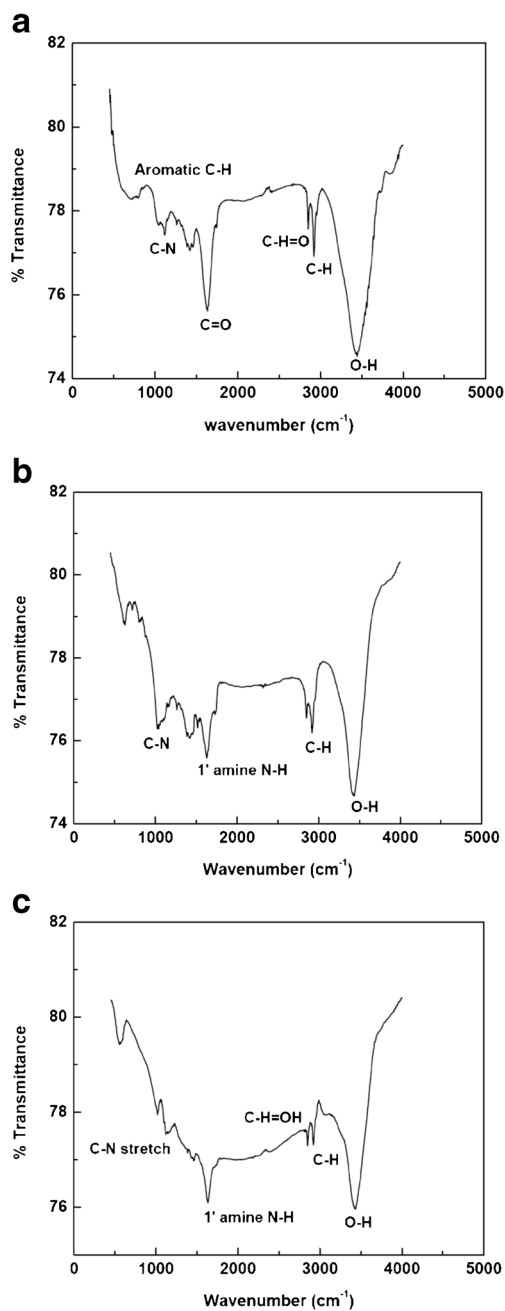 a
82
80
78
76
74
% Transmittance
Aromatic C-H
C-N
C=O
C-H=O
C-H
O-H
0 1000 2000 3000 4000 5000
wavenumber (cm-1)
b
82
80
78
76
74
% Transmittance
C-N
1' amine N-H
C-H
O-H
0 1000 2000 3000 4000 5000
Wavenumber (cm-1)
c
82
80
78
76
% Transmittance
C-N stretch
1' amine N-H
C-H=OH
C-H
O-H
0 1000 2000 3000 4000 5000
Wavenumber (cm-1)